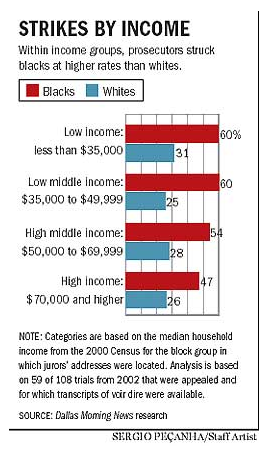 STRIKES BY INCOME
Within income groups, prosecutors struck
blacks at higher rates than whites.
Blacks Whites
Low income:
less than $35,000
60%
31
Low middle income:
$35,000 to $49,999
60
25
High middle income:
$50,000 to $69,999
54
28
High income:
$70,000 and higher
47
26
NOTE: Categories are based on the median household
income from the 2000 Census for the block group in
which jurors' addresses were located. Analysis is based
on 59 of 108 trials from 2002 that were appealed and
for which transcripts of voir dire were available.
SOURCE: Dallas Morning News research
SERGIO PEÇANHA/Staff Artist